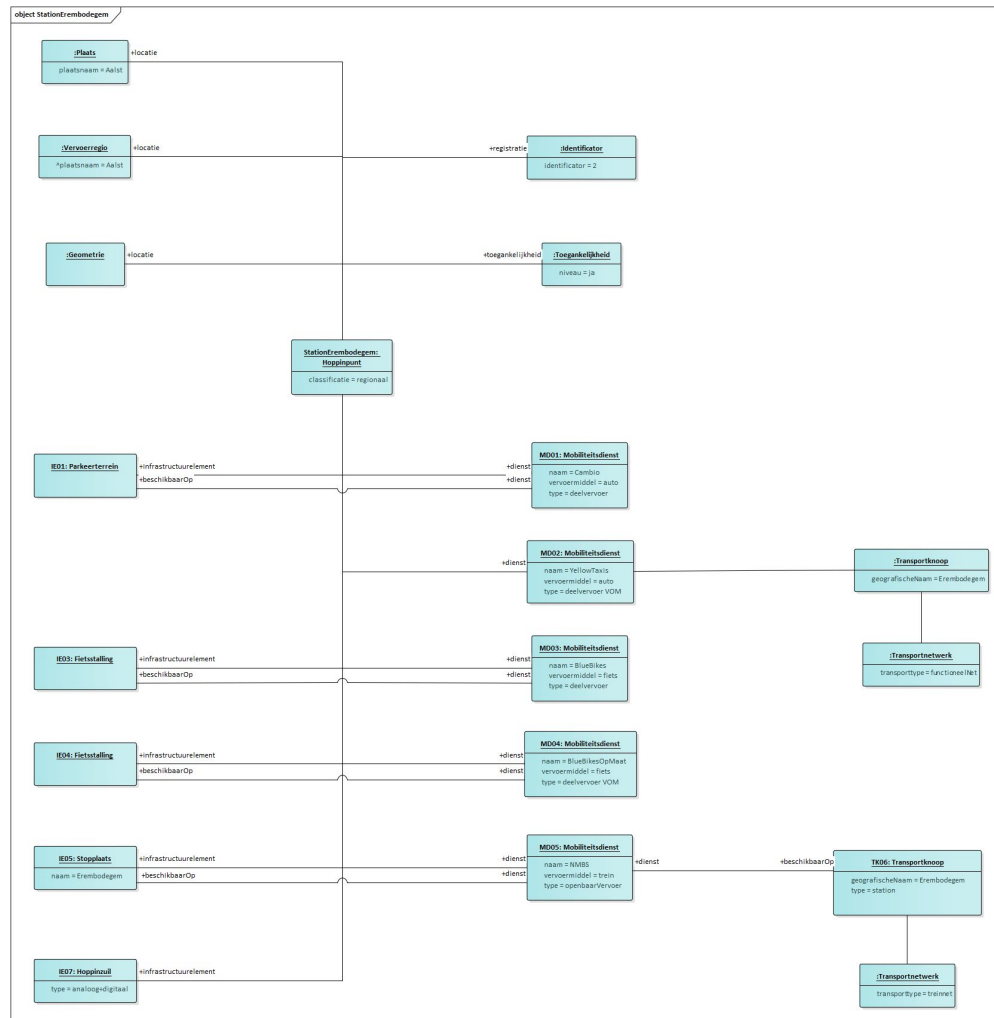 object StationErembodegem
:Plaats
plaatsnaam = Aalst
+locatie
:Vervoerregio
^plaatsnaam = Aalst
+locatie
+registratie
:Identificator
identificator = 2
:Geometrie
+locatie
+toegankelijkheid
:Toegankelijkheid
niveau = ja
StationErembodegem:
Hoppinpunt
classificatie = regionaal
IE01: Parkeerterrein
+infrastructuurelement
+beschikbaarOp
+dienst
+dienst
MD01: Mobiliteitsdienst
naam = Cambio
vervoermiddel = auto
type = deelvervoer
+dienst
MD02: Mobiliteitsdienst
naam = YellowTaxIs
vervoermiddel = auto
type = deelvervoer VOM
:Transportknoop
geografischeNaam = Erembodegem
:Transportnetwerk
transporttype = functioneelNet
IE03: Fietsstalling
+infrastructuurelement
+beschikbaarOp
+dienst
+dienst
MD03: Mobiliteitsdienst
naam = BlueBikes
vervoermiddel = fiets
type = deelvervoer
IE04: Fietsstalling
+infrastructuurelement
+beschikbaarOp
+dienst
+dienst
MD04: Mobiliteitsdienst
naam = BlueBikesOpMaat
vervoermiddel = fiets
type = deelvervoer VOM
IE05: Stopplaats
naam = Erembodegem
+infrastructuurelement
+beschikbaarOp
+dienst
+dienst
MD05: Mobiliteitsdienst
naam = NMBS
vervoermiddel = trein
type = openbaarVervoer
+dienst
+beschikbaarOp
TK06: Transportknoop
geografischeNaam = Erembodegem
type = station
:Transportnetwerk
transporttype = treinnet
IE07: Hoppinzuil
type = analoog+digitaal
+infrastructuurelement